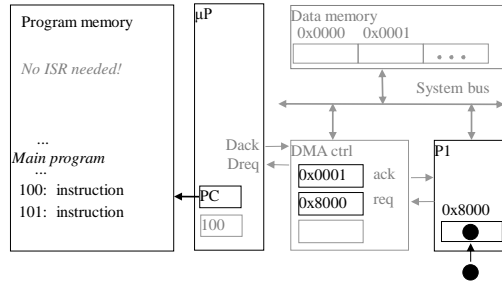 Program memory
No ISR needed!
...
Main program
...
100: instruction
101: instruction
μP
PC
100
Dack
Dreq
Data memory
0x0000 0x0001
...
System bus
DMA ctrl
0x0001
0x8000
ack
req
P1
0x8000